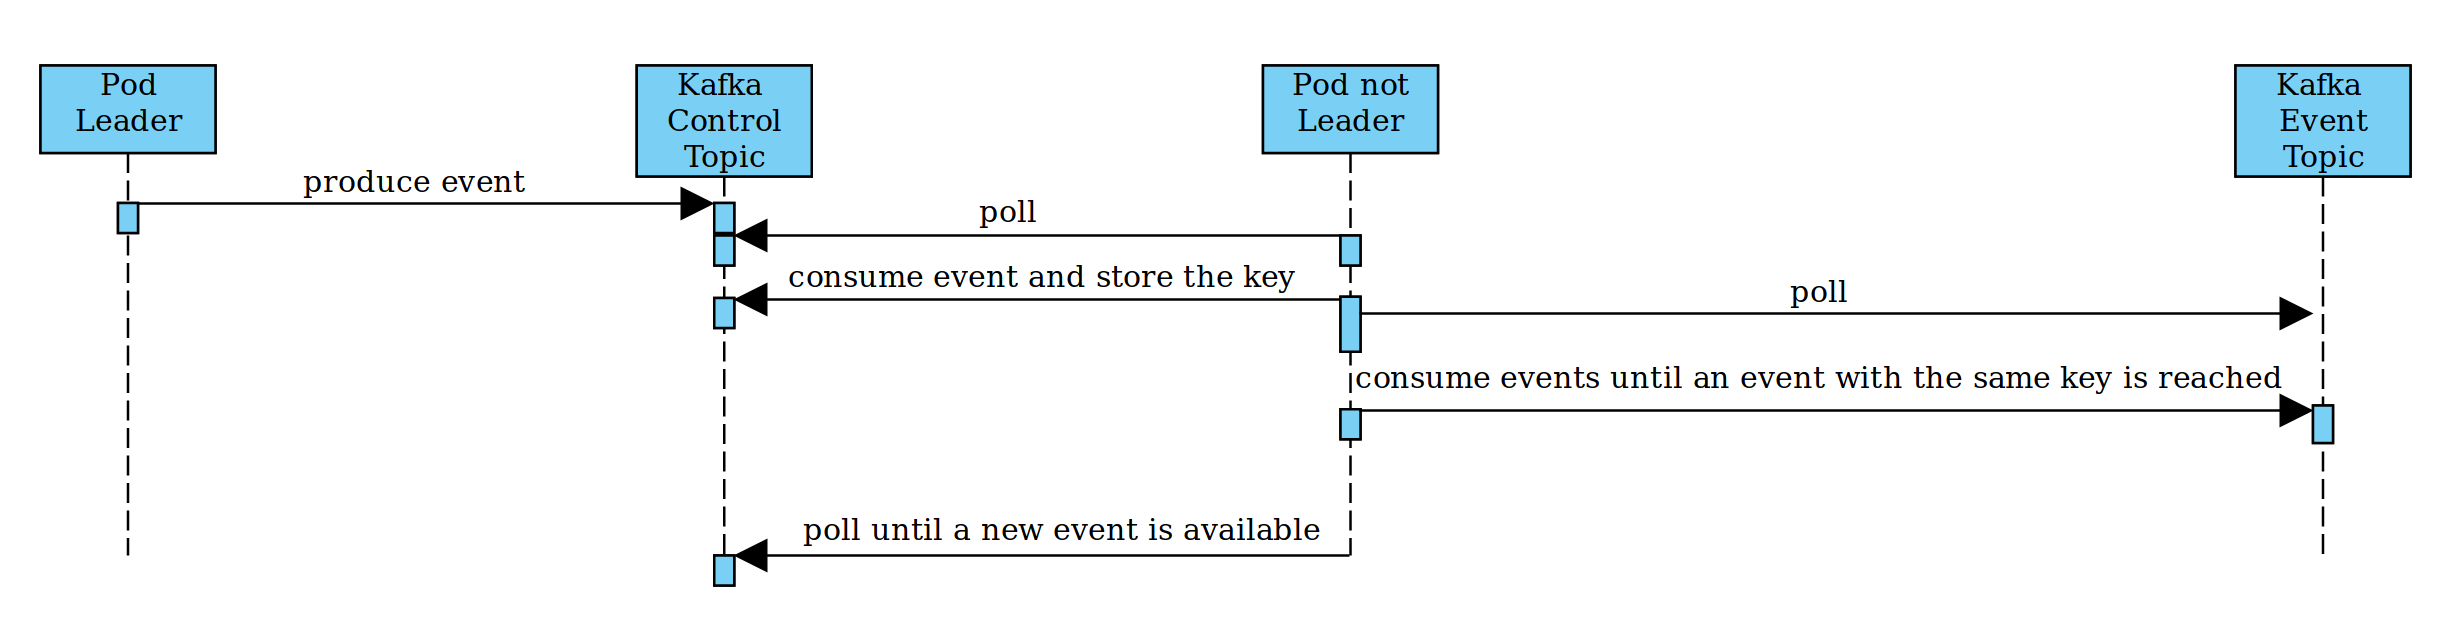 Pod
Leader
Kafka
Control
Topic
Pod not
Leader
Kafka
Event
Topic
produce event
poll
consume event and store the key
poll
consume events until an event with the same key is reached
poll until a new event is available